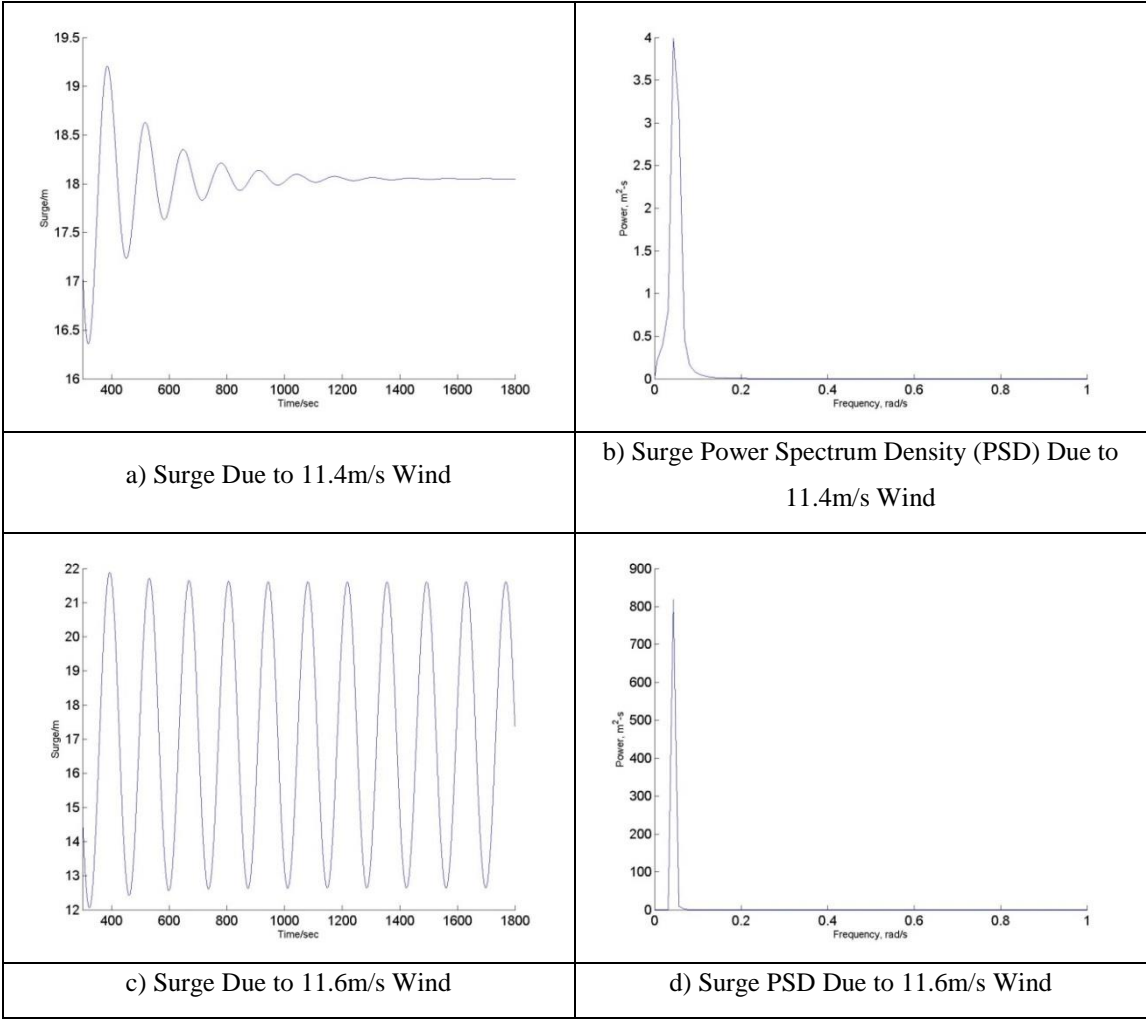 19.5
19
18.5
18
17.5
17
16.5
16
Surge/m
400 600 800 1000 1200 1400 1600 1800
Time/sec
4
3.5
3
2.5
2
1.5
1
0.5
0
Power, m²-s
0 0.2 0.4 0.6 0.8 1
Frequency, rad/s
a) Surge Due to 11.4m/s Wind
b) Surge Power Spectrum Density (PSD) Due to
11.4m/s Wind
22
21
20
19
18
17
16
15
14
13
12
Surge/m
400 600 800 1000 1200 1400 1600 1800
Time/sec
900
800
700
600
500
400
300
200
100
0
Power, m²-s
0 0.2 0.4 0.6 0.8 1
Frequency, rad/s
c) Surge Due to 11.6m/s Wind
d) Surge PSD Due to 11.6m/s Wind